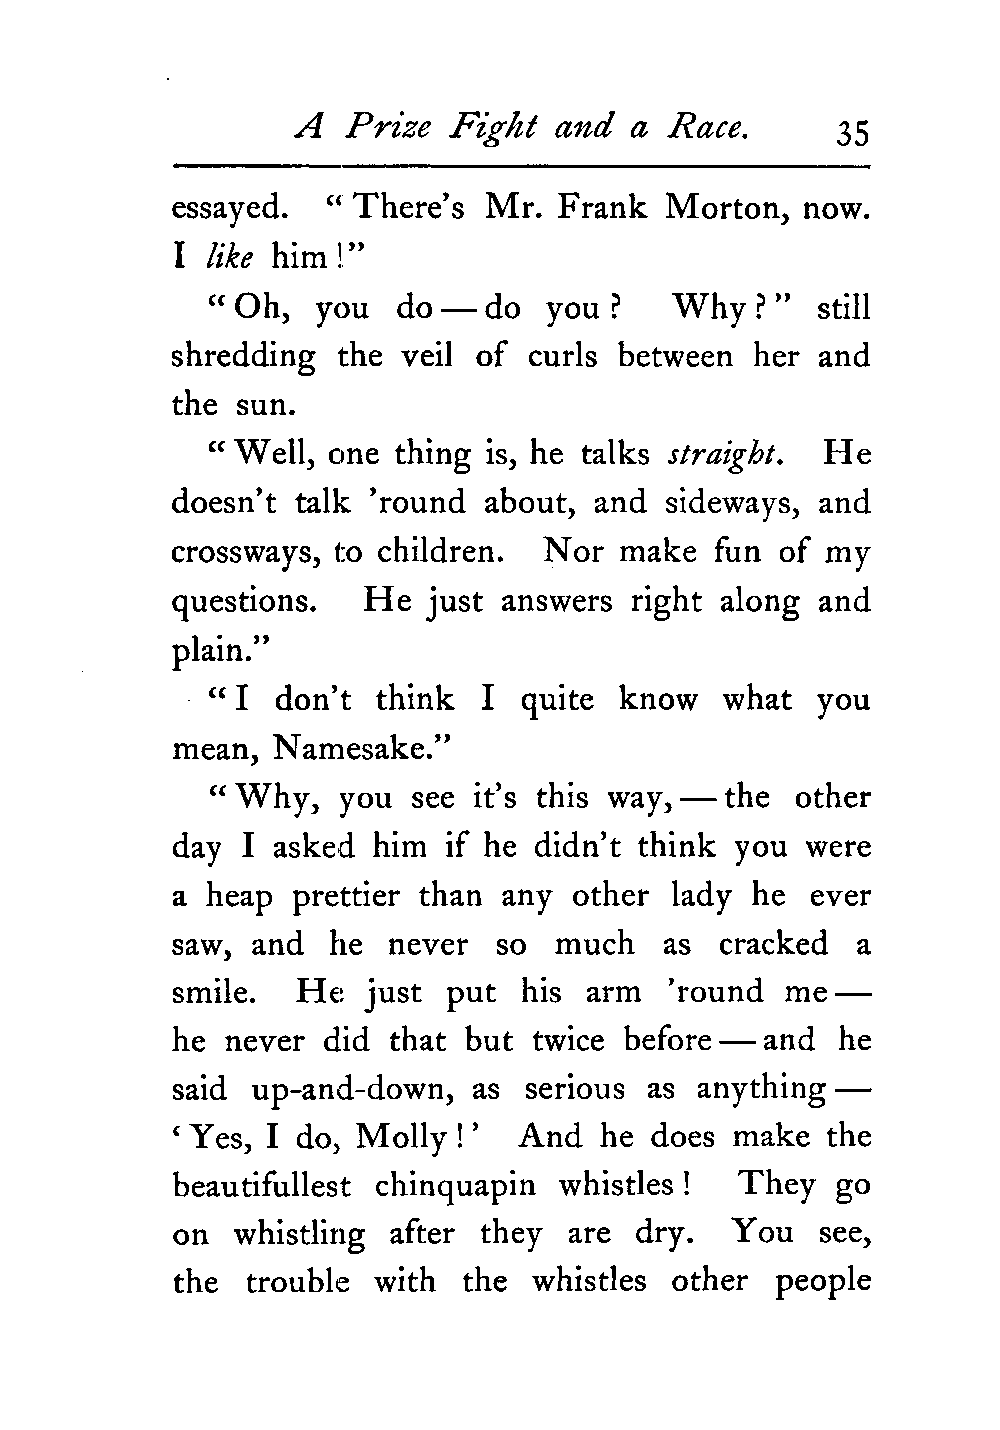 A Prize Fight and a Race. 35
essayed. “There's Mr. Frank Morton, now.
I like him!”
“Oh, you do — do you? Why?” still
shredding the veil of curls between her and
the sun.
“Well, one thing is, he talks straight. He
doesn't talk 'round about, and sideways, and
crossways, to children. Nor make fun of my
questions. He just answers right along and
plain.”
“I don't think I quite know what you
mean, Namesake.”
“Why, you see it's this way, — the other
day I asked him if he didn't think you were
a heap prettier than any other lady he ever
saw, and he never so much as cracked a
smile. He just put his arm 'round me —
he never did that but twice before — and he
said up-and-down, as serious as anything —
‘Yes, I do, Molly!’ And he does make the
beautifullest chinquapin whistles! They go
on whistling after they are dry. You see,
the trouble with the whistles other people